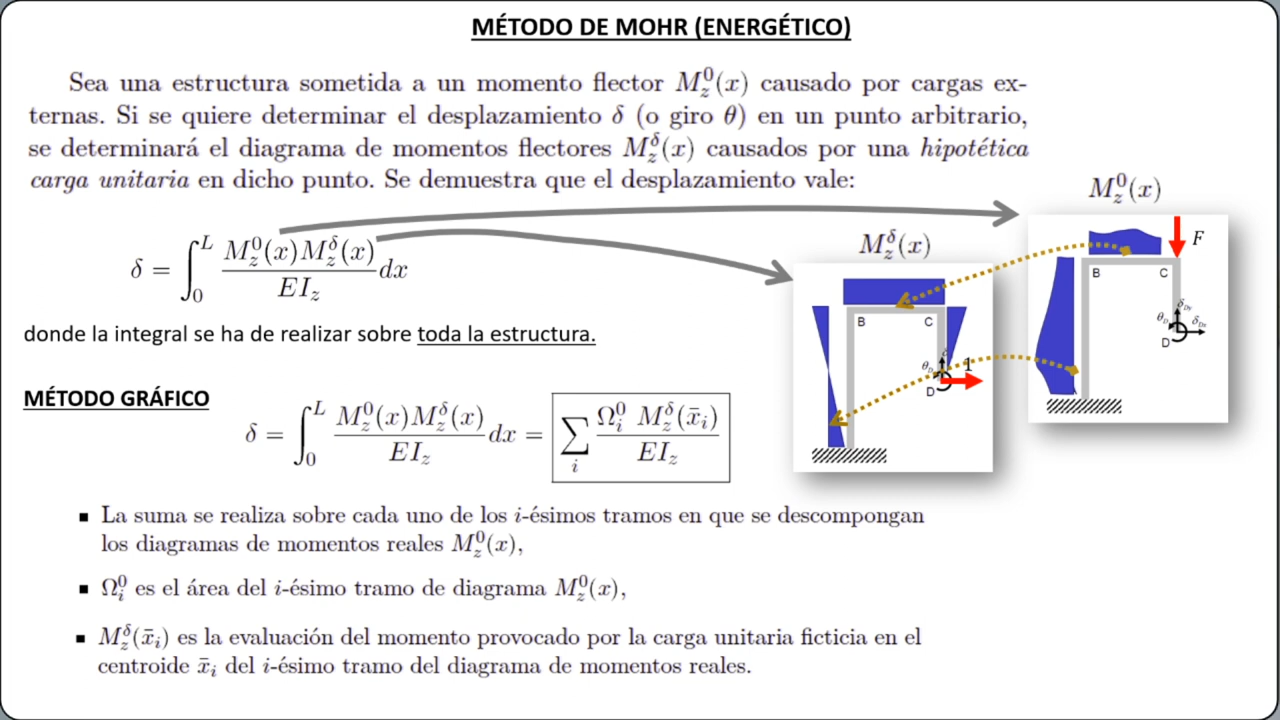 MÉTODO DE MOHR (ENERGÉTICO)
Sea una estructura sometida a un momento flector M_z^0(x) causado por cargas ex-
ternas. Si se quiere determinar el desplazamiento δ (o giro θ) en un punto arbitrario,
se determinará el diagrama de momentos flectores M_z^δ(x) causados por una hipotética
carga unitaria en dicho punto. Se demuestra que el desplazamiento vale:
δ = ∫_0^L M_z^0(x)M_z^δ(x) / EI_z dx
M_z^δ(x)
B C
θ_D
1
D
M_z^0(x)
F
B C
δ_Dy
θ_D δ_Dx
D
donde la integral se ha de realizar sobre toda la estructura.
MÉTODO GRÁFICO
δ = ∫_0^L M_z^0(x)M_z^δ(x) / EI_z dx = ∑_i Ω_i^0 M_z^δ(x̄_i) / EI_z
▪ La suma se realiza sobre cada uno de los i-ésimos tramos en que se descompongan
los diagramas de momentos reales M_z^0(x),
▪ Ω_i^0 es el área del i-ésimo tramo de diagrama M_z^0(x),
▪ M_z^δ(x̄_i) es la evaluación del momento provocado por la carga unitaria ficticia en el
centroide x̄_i del i-ésimo tramo del diagrama de momentos reales.